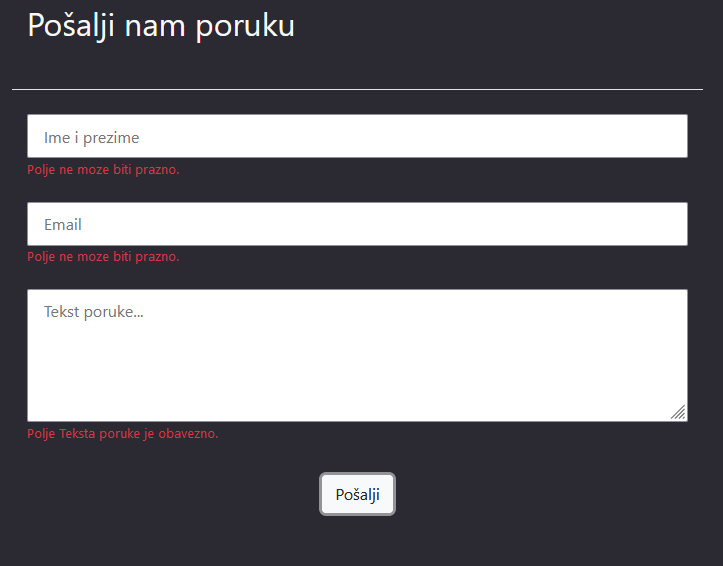 Pošalji nam poruku
Ime i prezime
Polje ne moze biti prazno.
Email
Polje ne moze biti prazno.
Tekst poruke...
Polje Teksta poruke je obavezno.
Pošalji